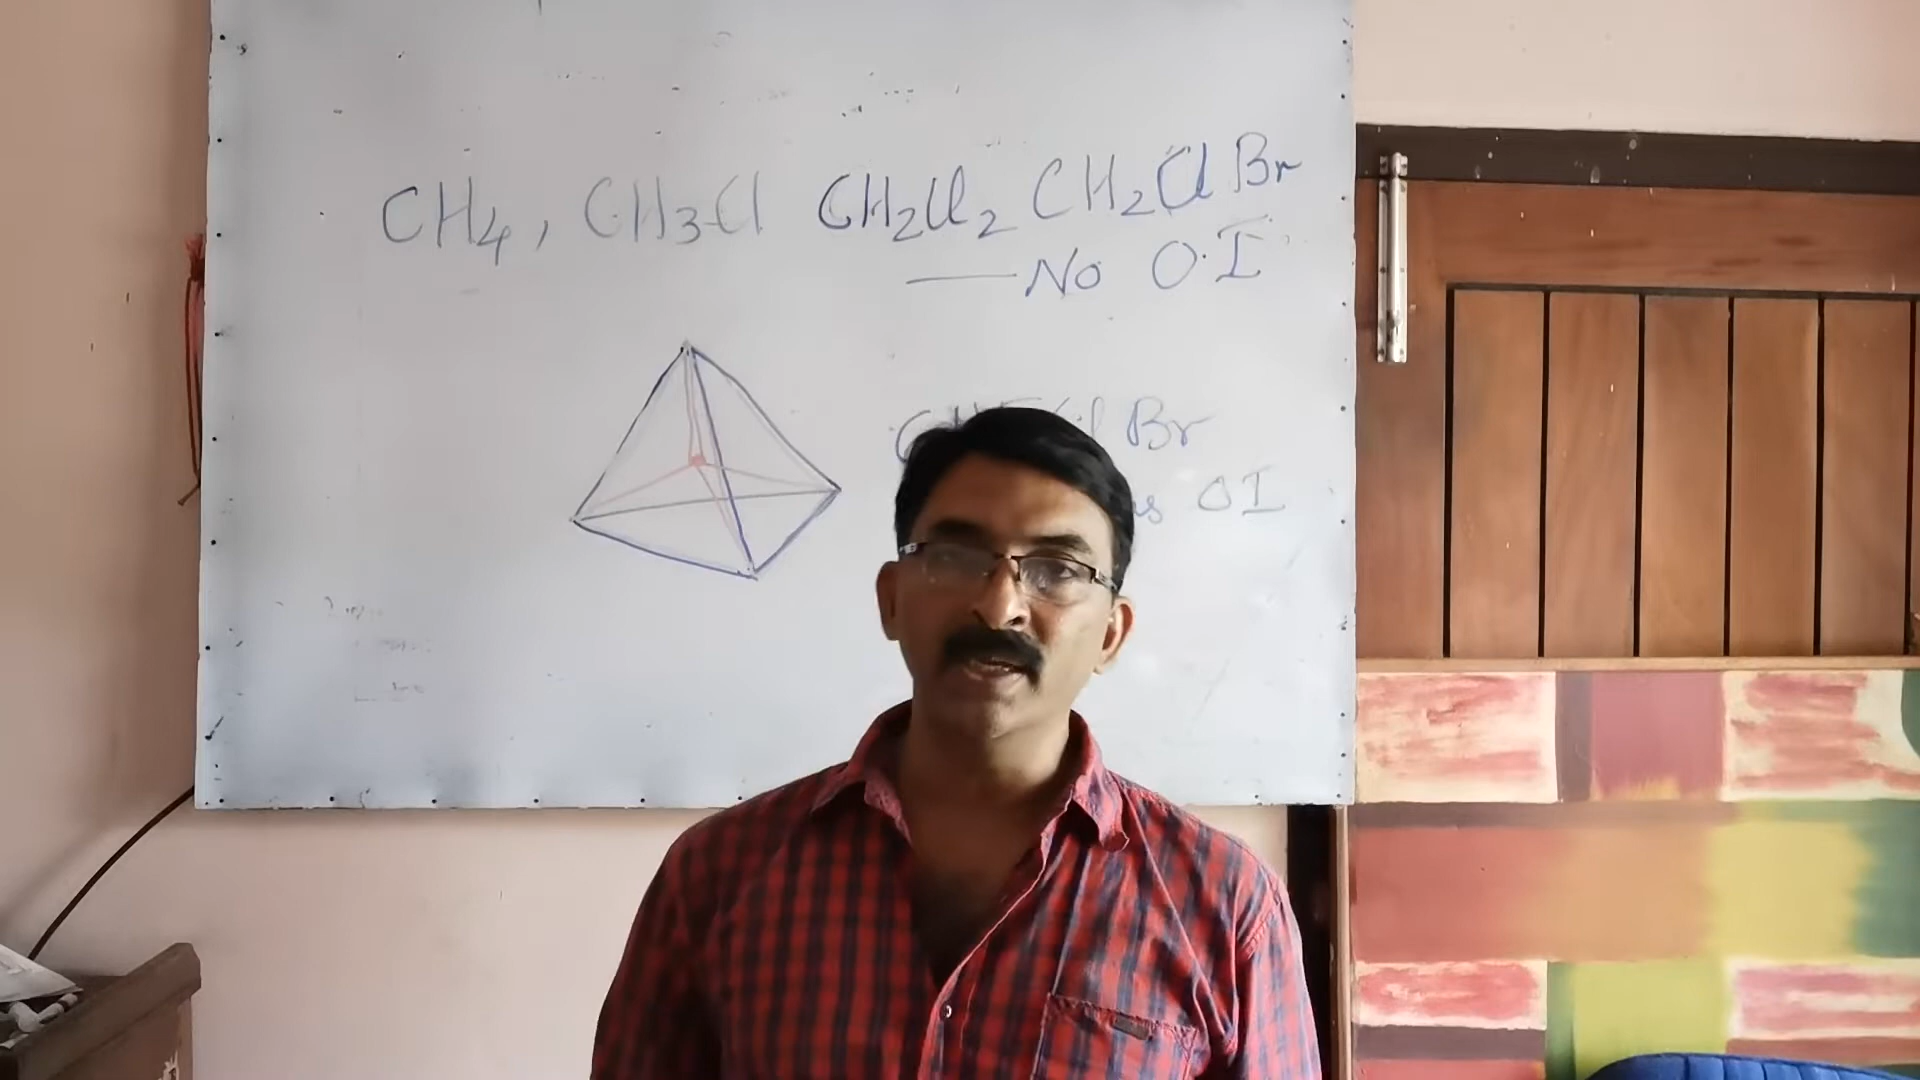 CH4, CH3Cl CH2Cl2 CH2ClBr
—No O.I
Br
OI